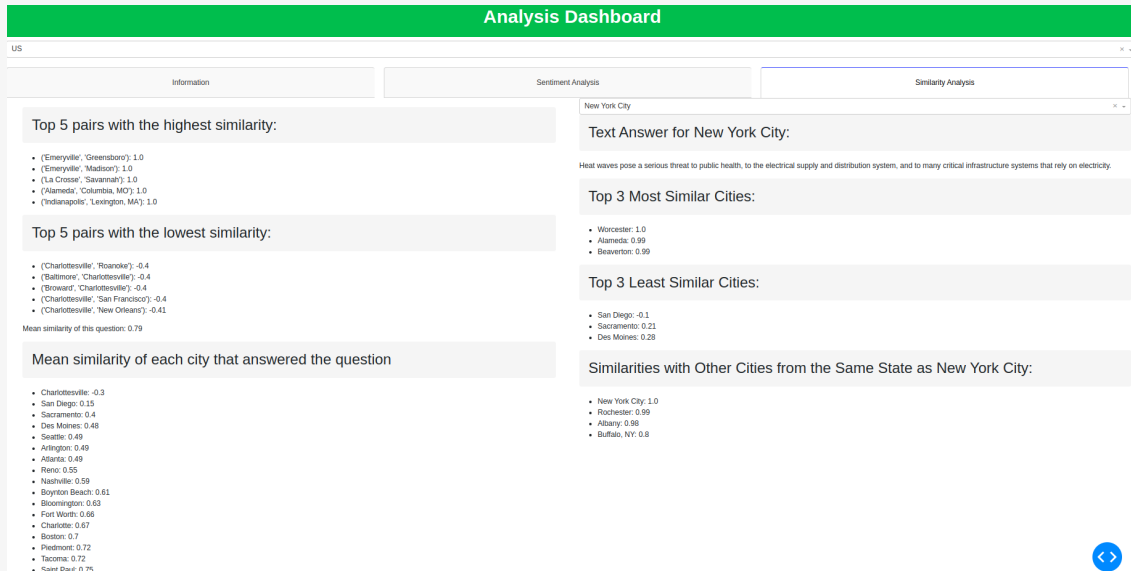 Analysis Dashboard
US
Information
Sentiment Analysis
Similarity Analysis
Top 5 pairs with the highest similarity:
('Emeryville', 'Greensboro'): 1.0
('Emeryville', 'Madison'): 1.0
('La Crosse', 'Savannah'): 1.0
('Alameda', 'Columbia, MO'): 1.0
('Indianapolis', 'Lexington, MA'): 1.0
Top 5 pairs with the lowest similarity:
('Charlottesville', 'Roanoke'): -0.4
('Baltimore', 'Charlottesville'): -0.4
('Broward', 'Charlottesville'): -0.4
('Charlottesville', 'San Francisco'): -0.4
('Charlottesville', 'New Orleans'): -0.41
Mean similarity of this question: 0.79
Mean similarity of each city that answered the question
Charlottesville: -0.3
San Diego: 0.15
Sacramento: 0.4
Des Moines: 0.48
Seattle: 0.49
Arlington: 0.49
Atlanta: 0.49
Reno: 0.55
Nashville: 0.59
Boynton Beach: 0.61
Bloomington: 0.63
Fort Worth: 0.66
Charlotte: 0.67
Boston: 0.7
Piedmont: 0.72
Tacoma: 0.72
Saint Paul: 0.75
New York City
Text Answer for New York City:
Heat waves pose a serious threat to public health, to the electrical supply and distribution system, and to many critical infrastructure systems that rely on electricity.
Top 3 Most Similar Cities:
Worcester: 1.0
Alameda: 0.99
Beaverton: 0.99
Top 3 Least Similar Cities:
San Diego: -0.1
Sacramento: 0.21
Des Moines: 0.28
Similarities with Other Cities from the Same State as New York City:
New York City: 1.0
Rochester: 0.99
Albany: 0.98
Buffalo, NY: 0.8